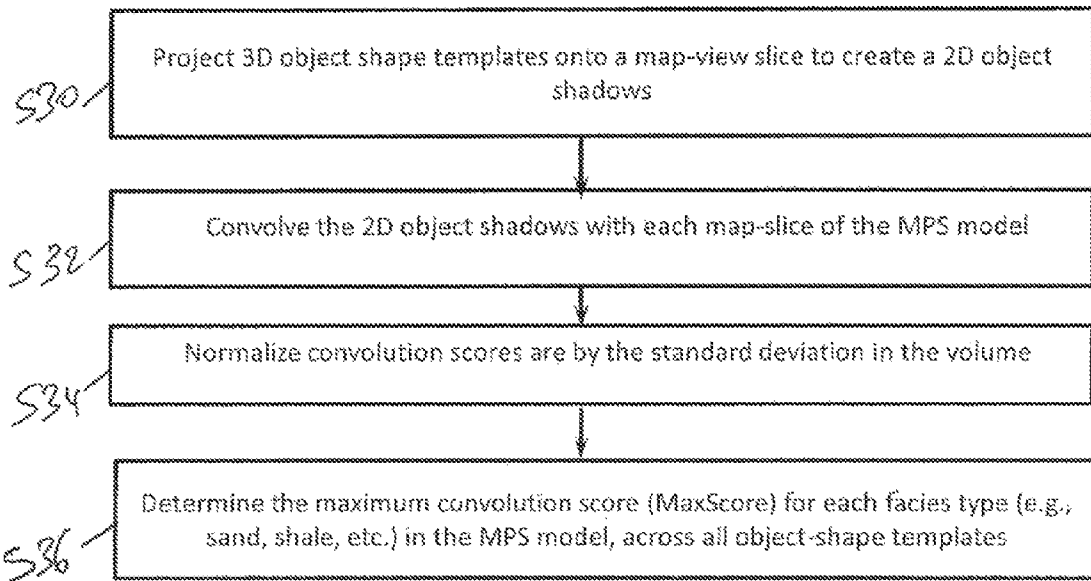 Project 3D object shape templates onto a map-view slice to create a 2D object
shadows
S30
Convolve the 2D object shadows with each map-slice of the MPS model
S32
Normalize convolution scores are by the standard deviation in the volume
S34
Determine the maximum convolution score (MaxScore) for each facies type (e.g.,
sand, shale, etc.) in the MPS model, across all object-shape templates
S36